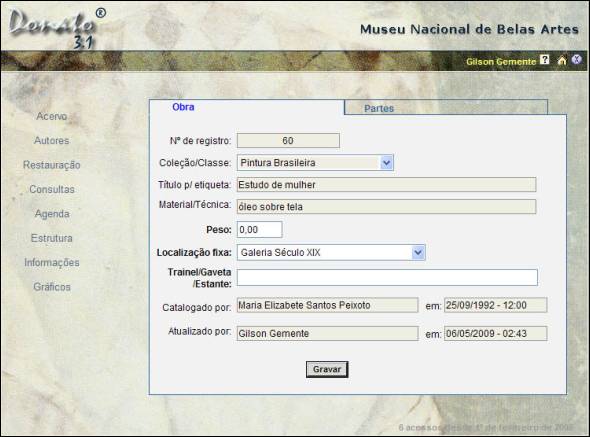 Donato ®
3.1
Museu Nacional de Belas Artes
Gilson Gemente ? X
Acervo
Autores
Restauração
Consultas
Agenda
Estrutura
Informações
Gráficos
Obra Partes
Nº de registro: 60
Coleção/Classe: Pintura Brasileira
Título p/ etiqueta: Estudo de mulher
Material/Técnica: óleo sobre tela
Peso: 0,00
Localização fixa: Galeria Século XIX
Trainel/Gaveta
/Estante:
Catalogado por: Maria Elizabete Santos Peixoto em: 25/09/1992 - 12:00
Atualizado por: Gilson Gemente em: 06/05/2009 - 02:43
Gravar
6 acessos desde 1º de fevereiro de